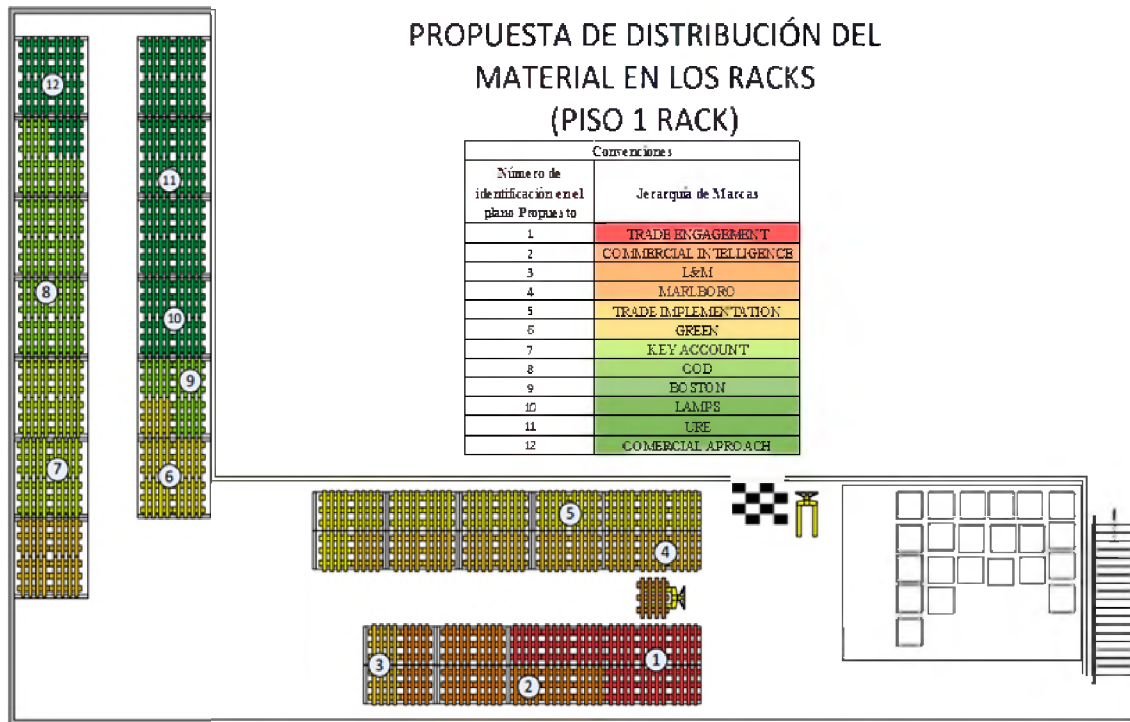 PROPUESTA DE DISTRIBUCIÓN DEL
MATERIAL EN LOS RACKS
(PISO 1 RACK)
Convenciones
Número de
identificación en el
plano Propuesto
Jerarquía de Marcas
1 TRADE ENGAGEMENT
2 COMMERCIAL INTELLIGENCE
3 L&M
4 MARLBORO
5 TRADE IMPLEMENTATION
6 GREEN
7 KEY ACCOUNT
8 COD
9 BOSTON
10 LAMPS
11 URE
12 COMERCIAL APROACH
12
11
8
10
9
7
6
5
4
3
2
1